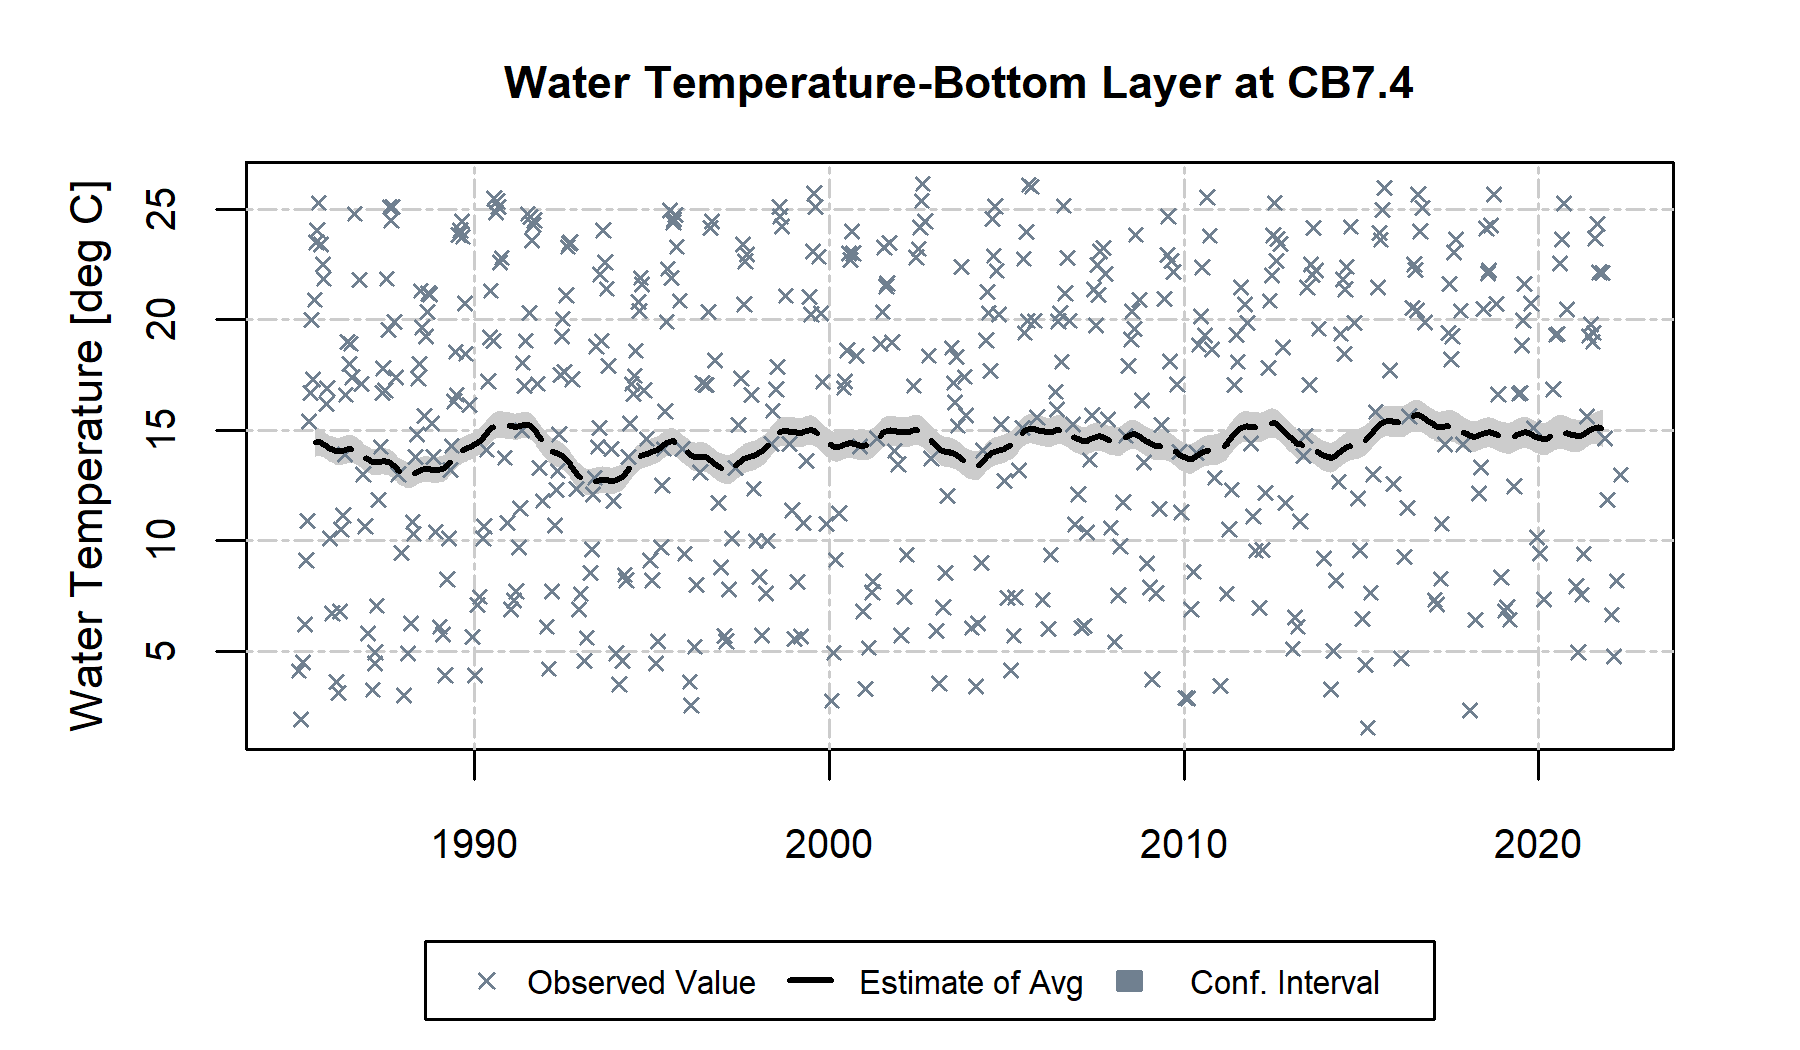 Water Temperature-Bottom Layer at CB7.4
Water Temperature [deg C]
25
20
15
10
5
1990 2000 2010 2020
Observed Value Estimate of Avg Conf. Interval